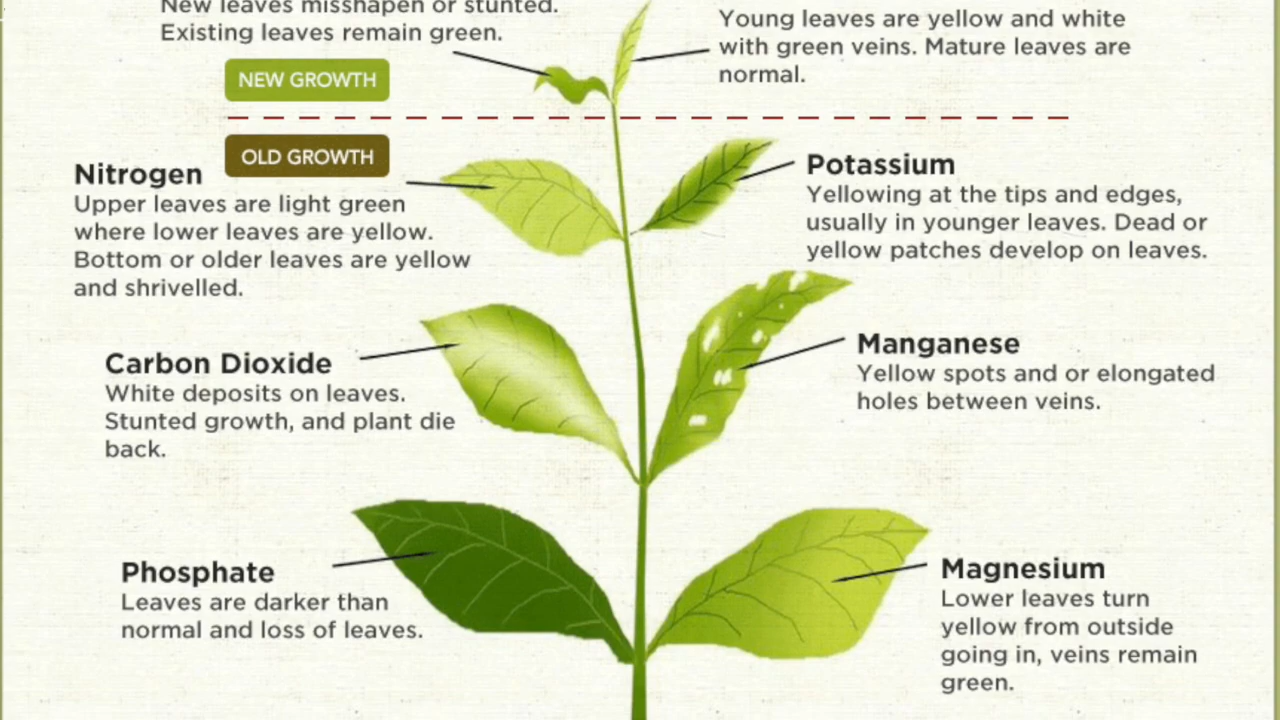 New leaves misshapen or stunted.
Existing leaves remain green.
Young leaves are yellow and white
with green veins. Mature leaves are
normal.
NEW GROWTH
OLD GROWTH
Nitrogen
Upper leaves are light green
where lower leaves are yellow.
Bottom or older leaves are yellow
and shrivelled.
Potassium
Yellowing at the tips and edges,
usually in younger leaves. Dead or
yellow patches develop on leaves.
Carbon Dioxide
White deposits on leaves.
Stunted growth, and plant die
back.
Manganese
Yellow spots and or elongated
holes between veins.
Phosphate
Leaves are darker than
normal and loss of leaves.
Magnesium
Lower leaves turn
yellow from outside
going in, veins remain
green.